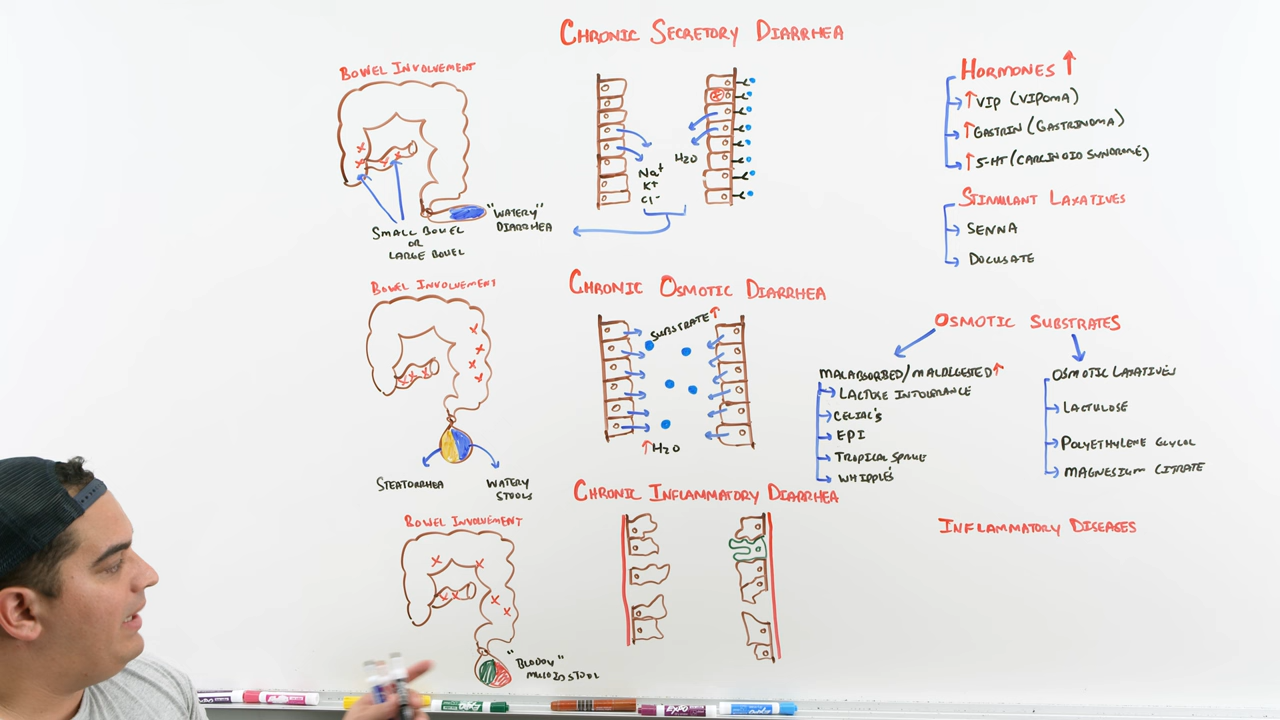 CHRONIC SECRETORY DIARRHEA
BOWEL INVOLVEMENT
SMALL BOWEL
OR
LARGE BOWEL
"WATERY"
DIARRHEA
Na+
K+
Cl-
H2O
HORMONES ↑
↑ VIP (VIPOMA)
↑ GASTRIN (GASTRINOMA)
↑ 5-HT (CARCINOID SYNDROME)
STIMULANT LAXATIVES
SENNA
DOCUSATE
CHRONIC OSMOTIC DIARRHEA
BOWEL INVOLVEMENT
STEATORRHEA
WATERY
STOOLS
SUBSTRATE ↑
↑ H2O
OSMOTIC SUBSTRATES
MALABSORBED/MALDIGESTED ↑
LACTOSE INTOLERANCE
CELIAC'S
EPI
TROPICAL SPRUE
WHIPPLE'S
OSMOTIC LAXATIVES
LACTULOSE
POLYETHYLENE GLYCOL
MAGNESIUM CITRATE
CHRONIC INFLAMMATORY DIARRHEA
BOWEL INVOLVEMENT
"BLOODY"
INFLAMMATORY DISEASES
EXPO